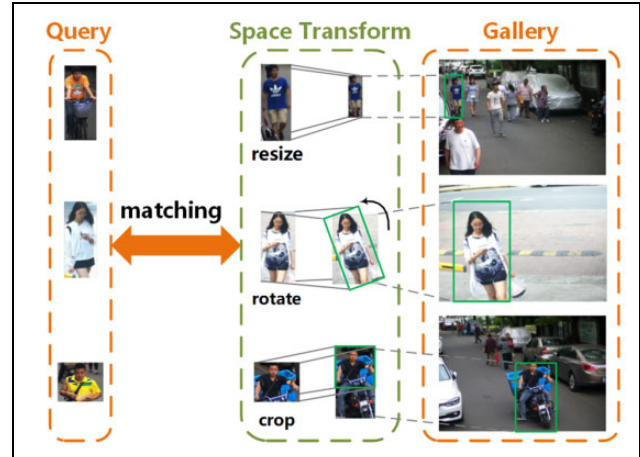 Query
Space Transform
Gallery
resize
matching
rotate
crop